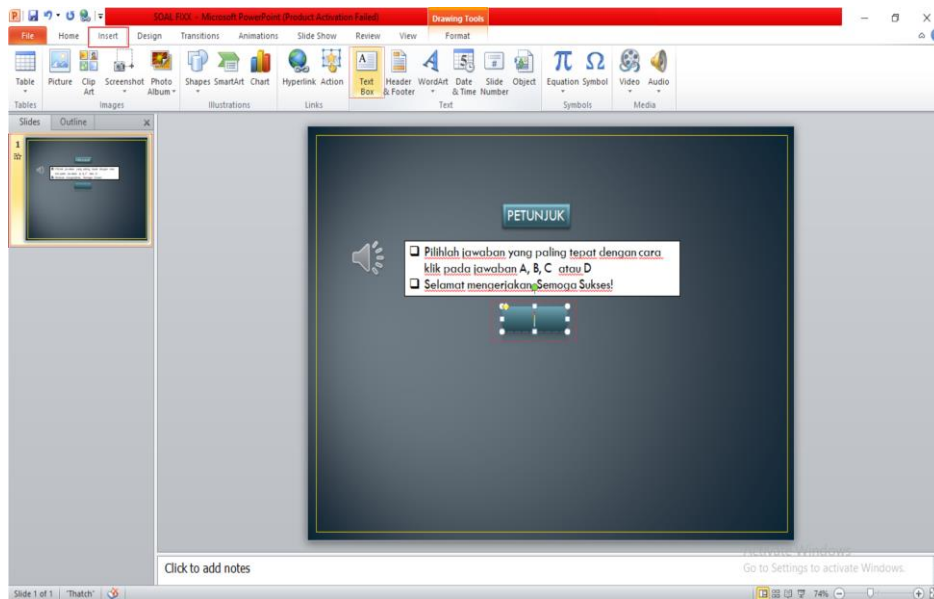 SOAL FIXX - Microsoft PowerPoint (Product Activation Failed)
Drawing Tools
File Home Insert Design Transitions Animations Slide Show Review View Format
Table Picture Clip Art Screenshot Photo Album Shapes SmartArt Chart Hyperlink Action Text Box Header & Footer WordArt Date & Time Slide Number Object Equation Symbol Video Audio
Tables Images Illustrations Links Text Symbols Media
Slides Outline
1
PETUNJUK
Pilihlah jawaban yang paling tepat dengan cara
klik pada jawaban A, B, C atau D
Selamat mengerjakan Semoga Sukses!
Click to add notes
Activate Windows
Go to Settings to activate Windows.
Slide 1 of 1 "Thatch" 74%